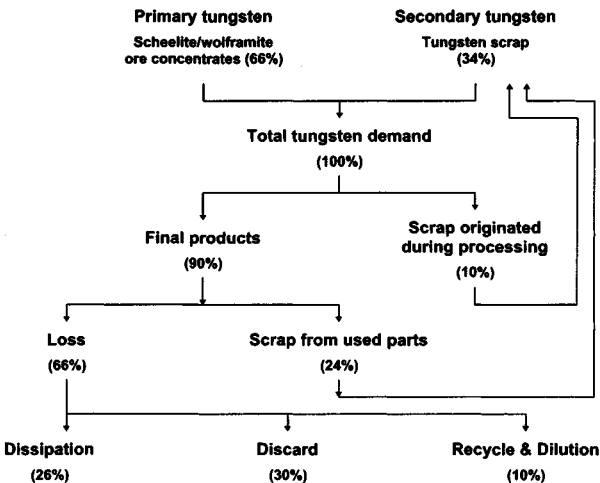 Primary tungsten
Secondary tungsten
Scheelite/wolframite
ore concentrates (66%)
Tungsten scrap
(34%)
Total tungsten demand
(100%)
Final products
(90%)
Scrap originated
during processing
(10%)
Loss
(66%)
Scrap from used parts
(24%)
Dissipation
(26%)
Discard
(30%)
Recycle & Dilution
(10%)